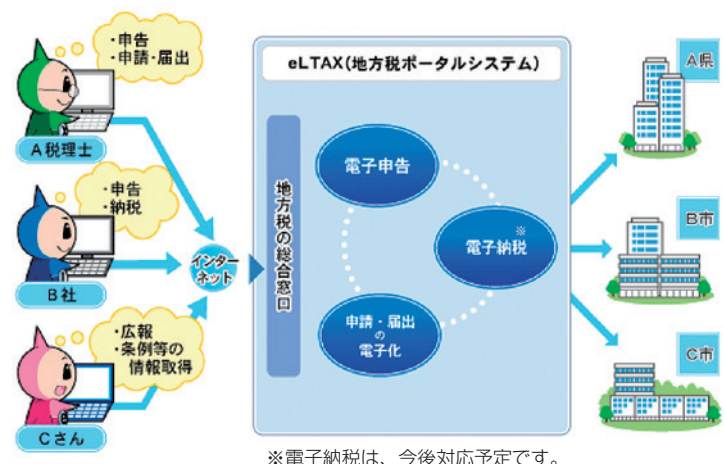 ・申告
・申請・届出
A税理士
・申告
・納税
B社
・広報
・条例等の
情報取得
Cさん
インター
ネット
eLTAX(地方税ポータルシステム)
地方税の総合窓口
電子申告
※
電子納税
申請・届出
の
電子化
A県
B市
C市
※電子納税は、今後対応予定です。